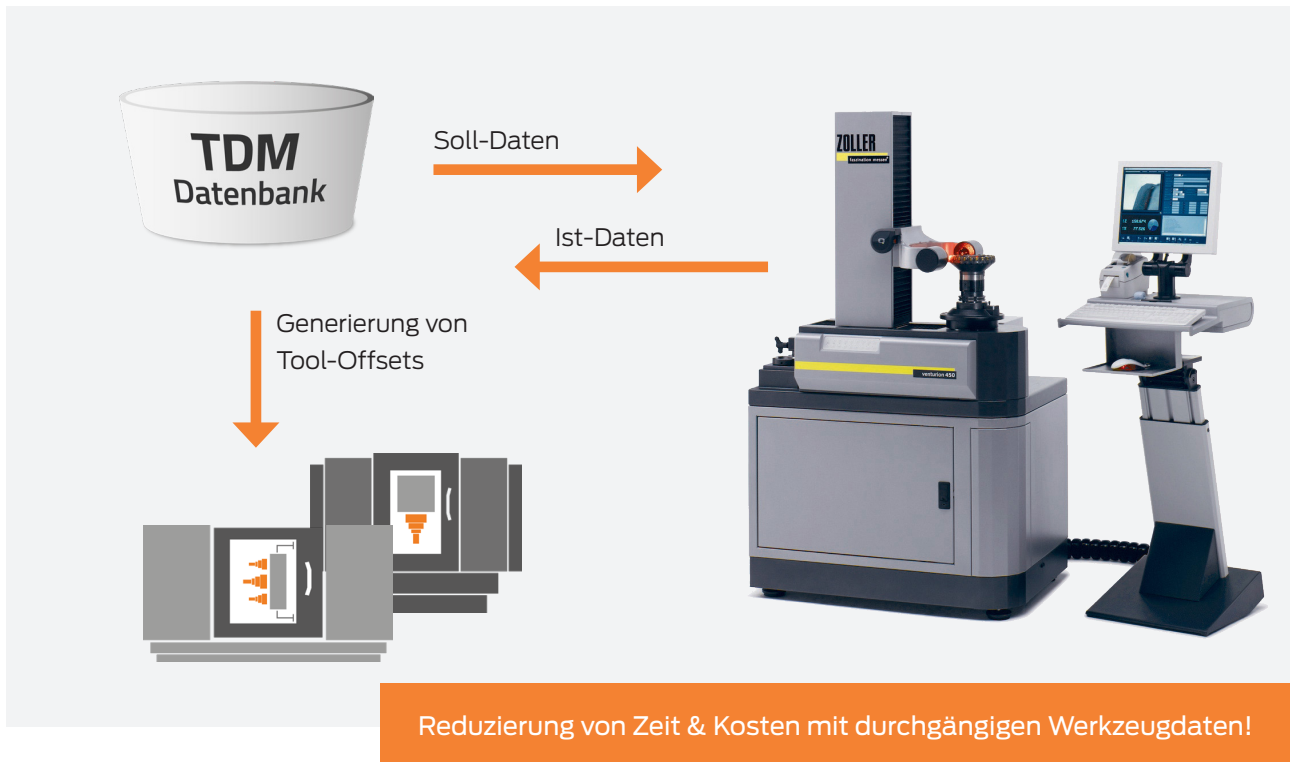 TDM
Datenbank
Soll-Daten
Ist-Daten
Generierung von
Tool-Offsets
ZOLLER
faszination messen
venturion 450
Reduzierung von Zeit & Kosten mit durchgängigen Werkzeugdaten!